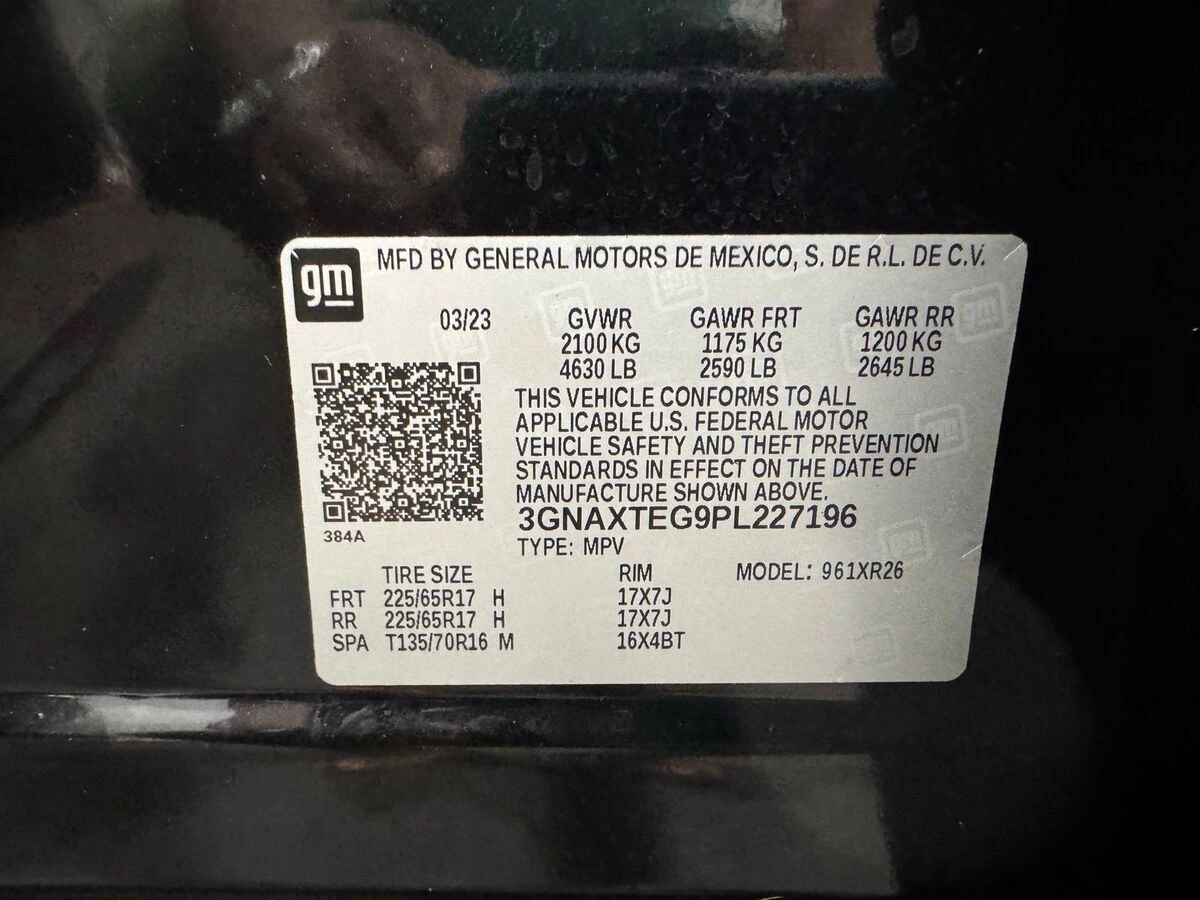 gm
MFD BY GENERAL MOTORS DE MEXICO, S. DE R.L. DE C.V.
03/23 GVWR GAWR FRT GAWR RR
2100 KG 1175 KG 1200 KG
4630 LB 2590 LB 2645 LB
THIS VEHICLE CONFORMS TO ALL
APPLICABLE U.S. FEDERAL MOTOR
VEHICLE SAFETY AND THEFT PREVENTION
STANDARDS IN EFFECT ON THE DATE OF
MANUFACTURE SHOWN ABOVE.
3GNAXTEG9PL227196
384A
TYPE: MPV
TIRE SIZE RIM MODEL: 961XR26
FRT 225/65R17 H 17X7J
RR 225/65R17 H 17X7J
SPA T135/70R16 M 16X4BT